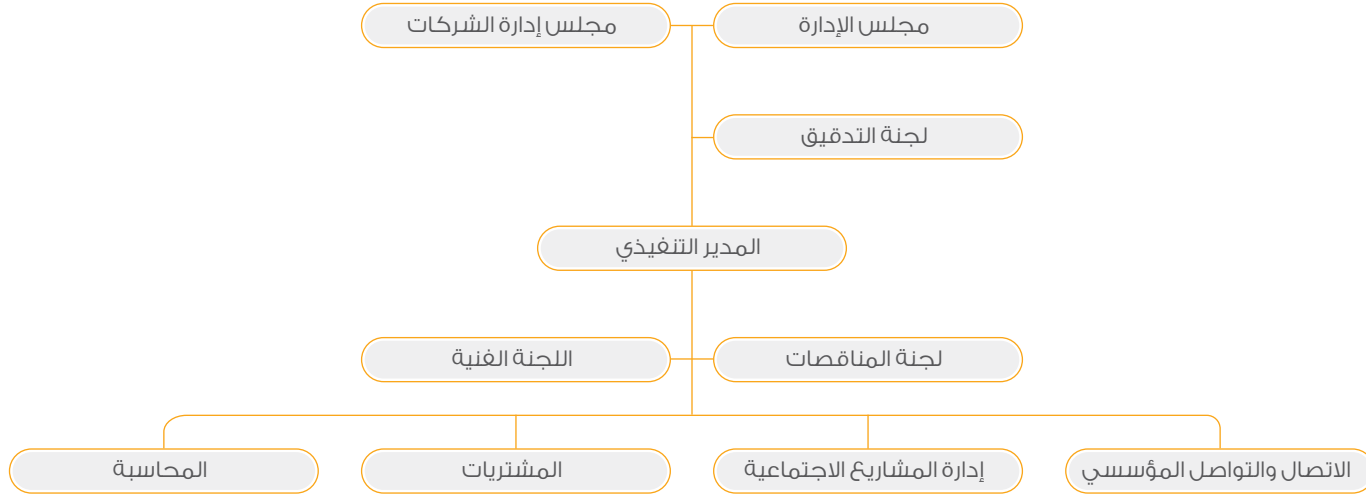 مجلس الإدارة
مجلس إدارة الشركات
لجنة التدقيق
المدير التنفيذي
لجنة المناقصات
اللجنة الفنية
الاتصال والتواصل المؤسسي
إدارة المشاريع الاجتماعية
المشتريات
المحاسبة